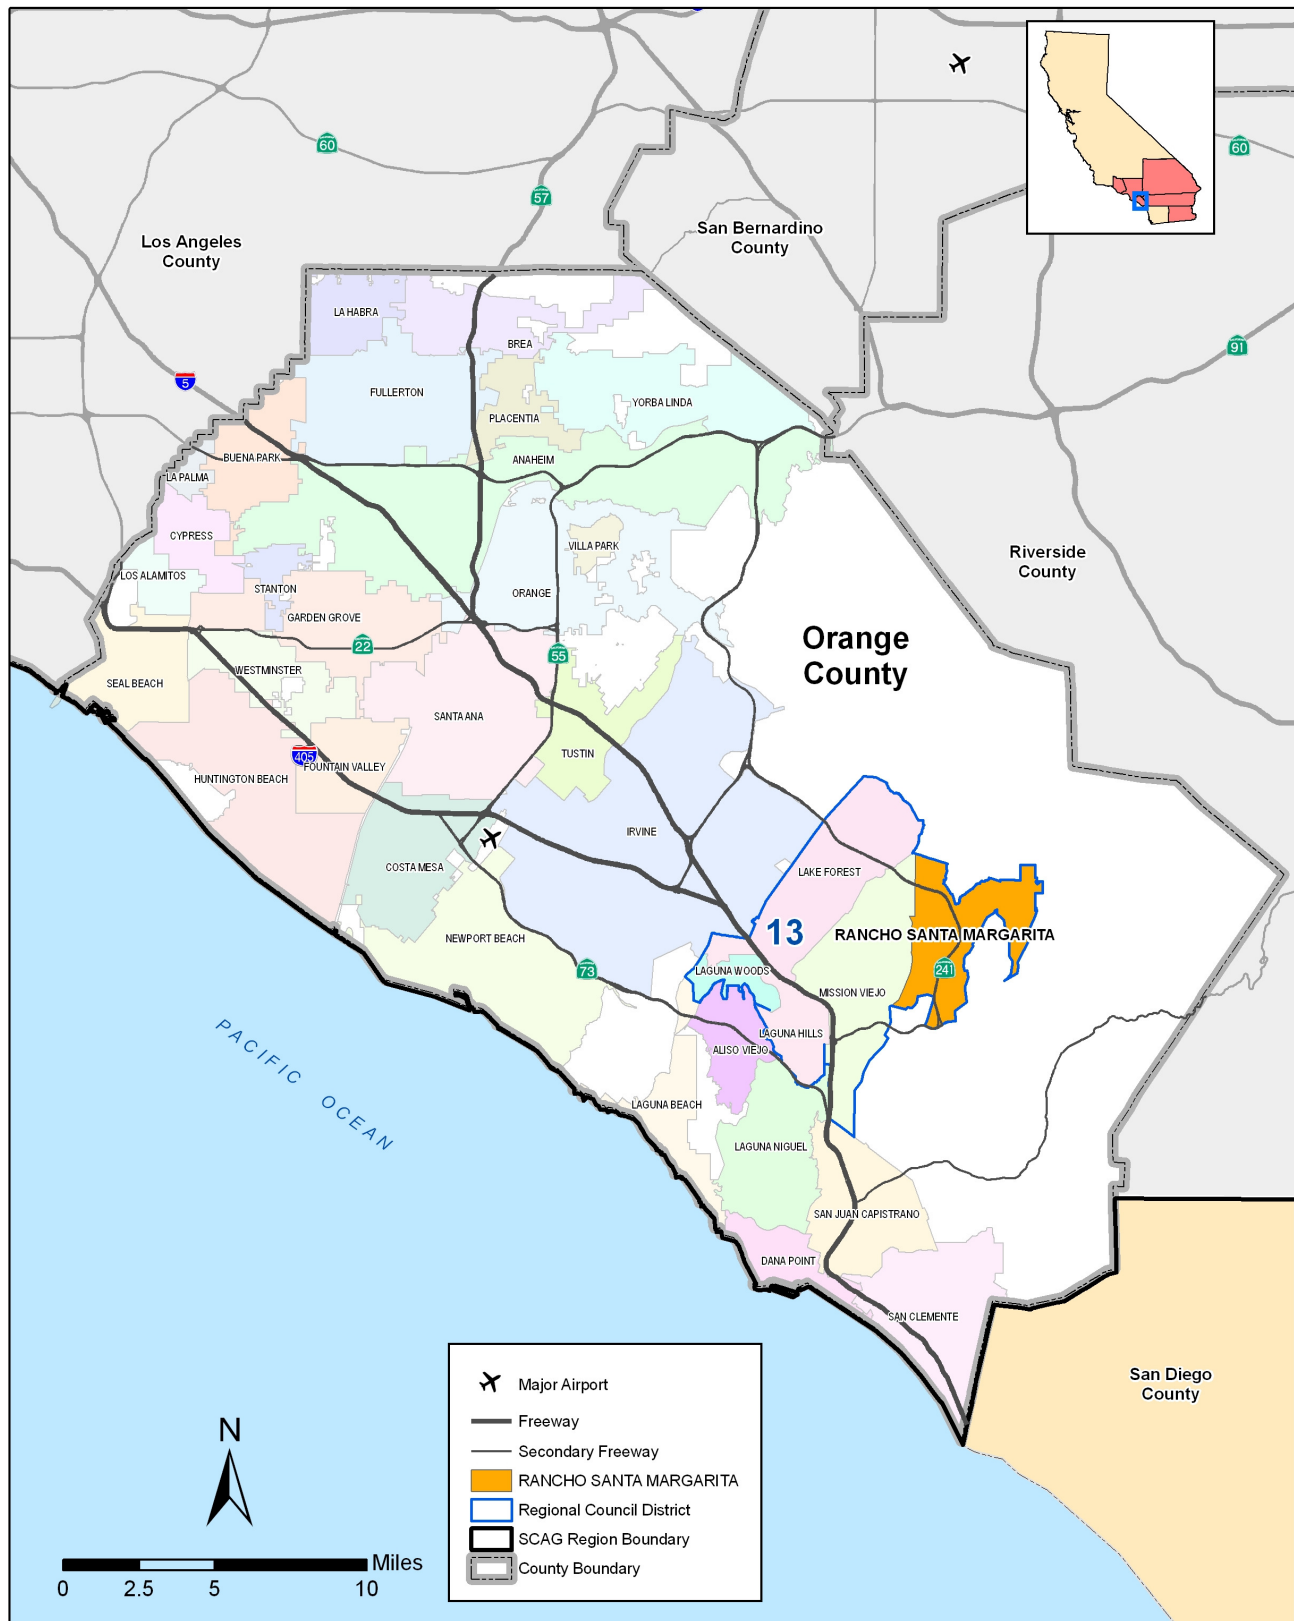 60
57
60
Los Angeles
County
San Bernardino
County
LA HABRA
BREA
91
5
FULLERTON
YORBA LINDA
PLACENTIA
BUENA PARK
ANAHEIM
LA PALMA
CYPRESS
VILLA PARK
Riverside
County
LOS ALAMITOS
STANTON
ORANGE
GARDEN GROVE
22
55
Orange
County
WESTMINSTER
SEAL BEACH
SANTA ANA
405
TUSTIN
FOUNTAIN VALLEY
HUNTINGTON BEACH
IRVINE
COSTA MESA
LAKE FOREST
13
RANCHO SANTA MARGARITA
NEWPORT BEACH
73
LAGUNA WOODS
241
MISSION VIEJO
LAGUNA HILLS
ALISO VIEJO
PACIFIC OCEAN
LAGUNA BEACH
LAGUNA NIGUEL
SAN JUAN CAPISTRANO
DANA POINT
SAN CLEMENTE
San Diego
County
Major Airport
Freeway
Secondary Freeway
RANCHO SANTA MARGARITA
Regional Council District
SCAG Region Boundary
County Boundary
N
Miles
0 2.5 5 10